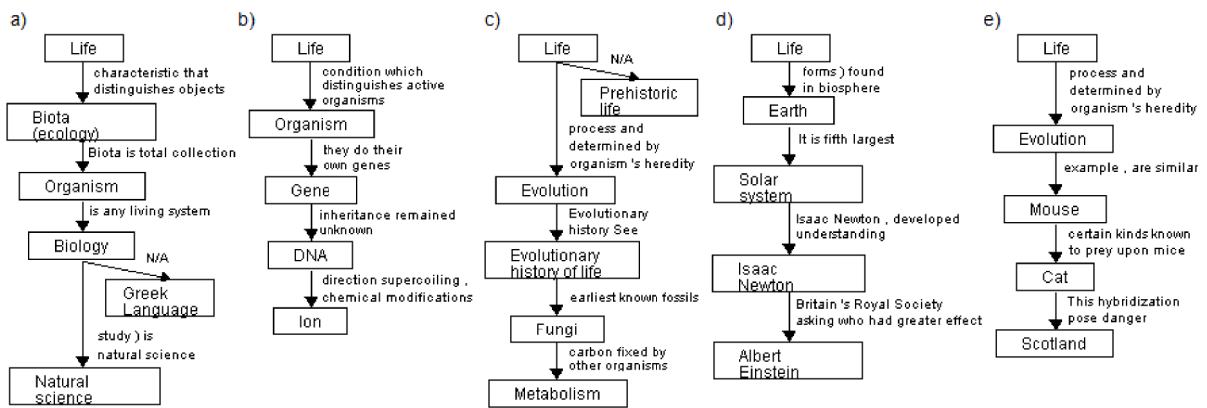 a)
Life
characteristic that
distinguishes objects
Biota
(ecology)
Biota is total collection
Organism
is any living system
Biology
N/A
Greek
Language
study ) is
natural science
Natural
science
b)
Life
condition which
distinguishes active
organisms
Organism
they do their
own genes
Gene
inheritance remained
unknown
DNA
direction supercoiling ,
chemical modifications
Ion
c)
Life
N/A
Prehistoric
life
process and
determined by
organism 's heredity
Evolution
Evolutionary
history See
Evolutionary
history of life
earliest known fossils
Fungi
carbon fixed by
other organisms
Metabolism
d)
Life
forms ) found
in biosphere
Earth
It is fifth largest
Solar
system
Isaac Newton , developed
understanding
Isaac
Newton
Britain 's Royal Society
asking who had greater effect
Albert
Einstein
e)
Life
process and
determined by
organism 's heredity
Evolution
example , are similar
Mouse
certain kinds known
to prey upon mice
Cat
This hybridization
pose danger
Scotland